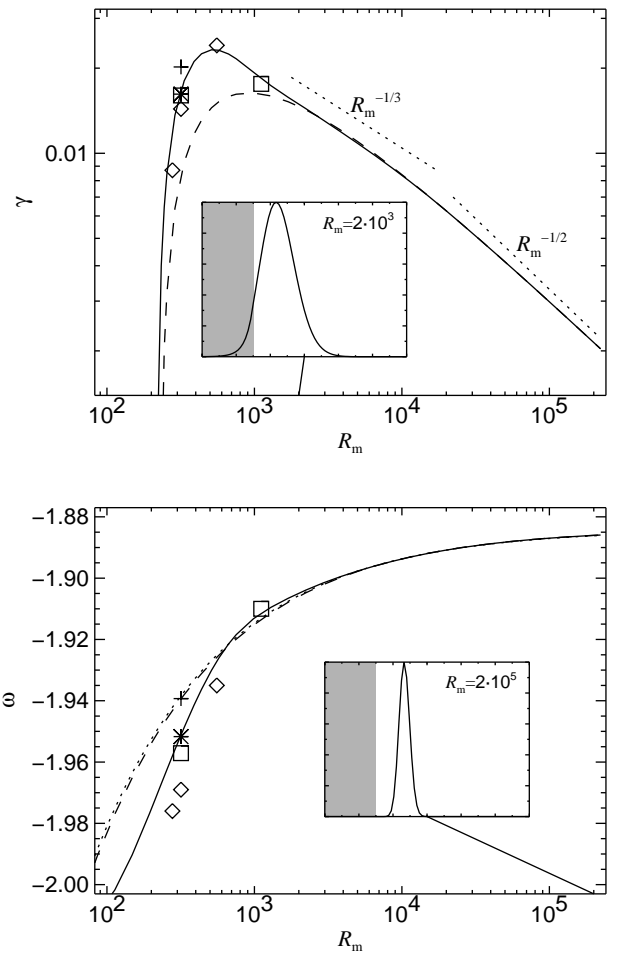 R_m^{-1/3}
0.01
γ
R_m=2·10^3
R_m^{-1/2}
10^2 10^3 10^4 10^5
R_m
−1.88
−1.90
−1.92
−1.94
R_m=2·10^5
ω
−1.96
−1.98
−2.00
10^2 10^3 10^4 10^5
R_m